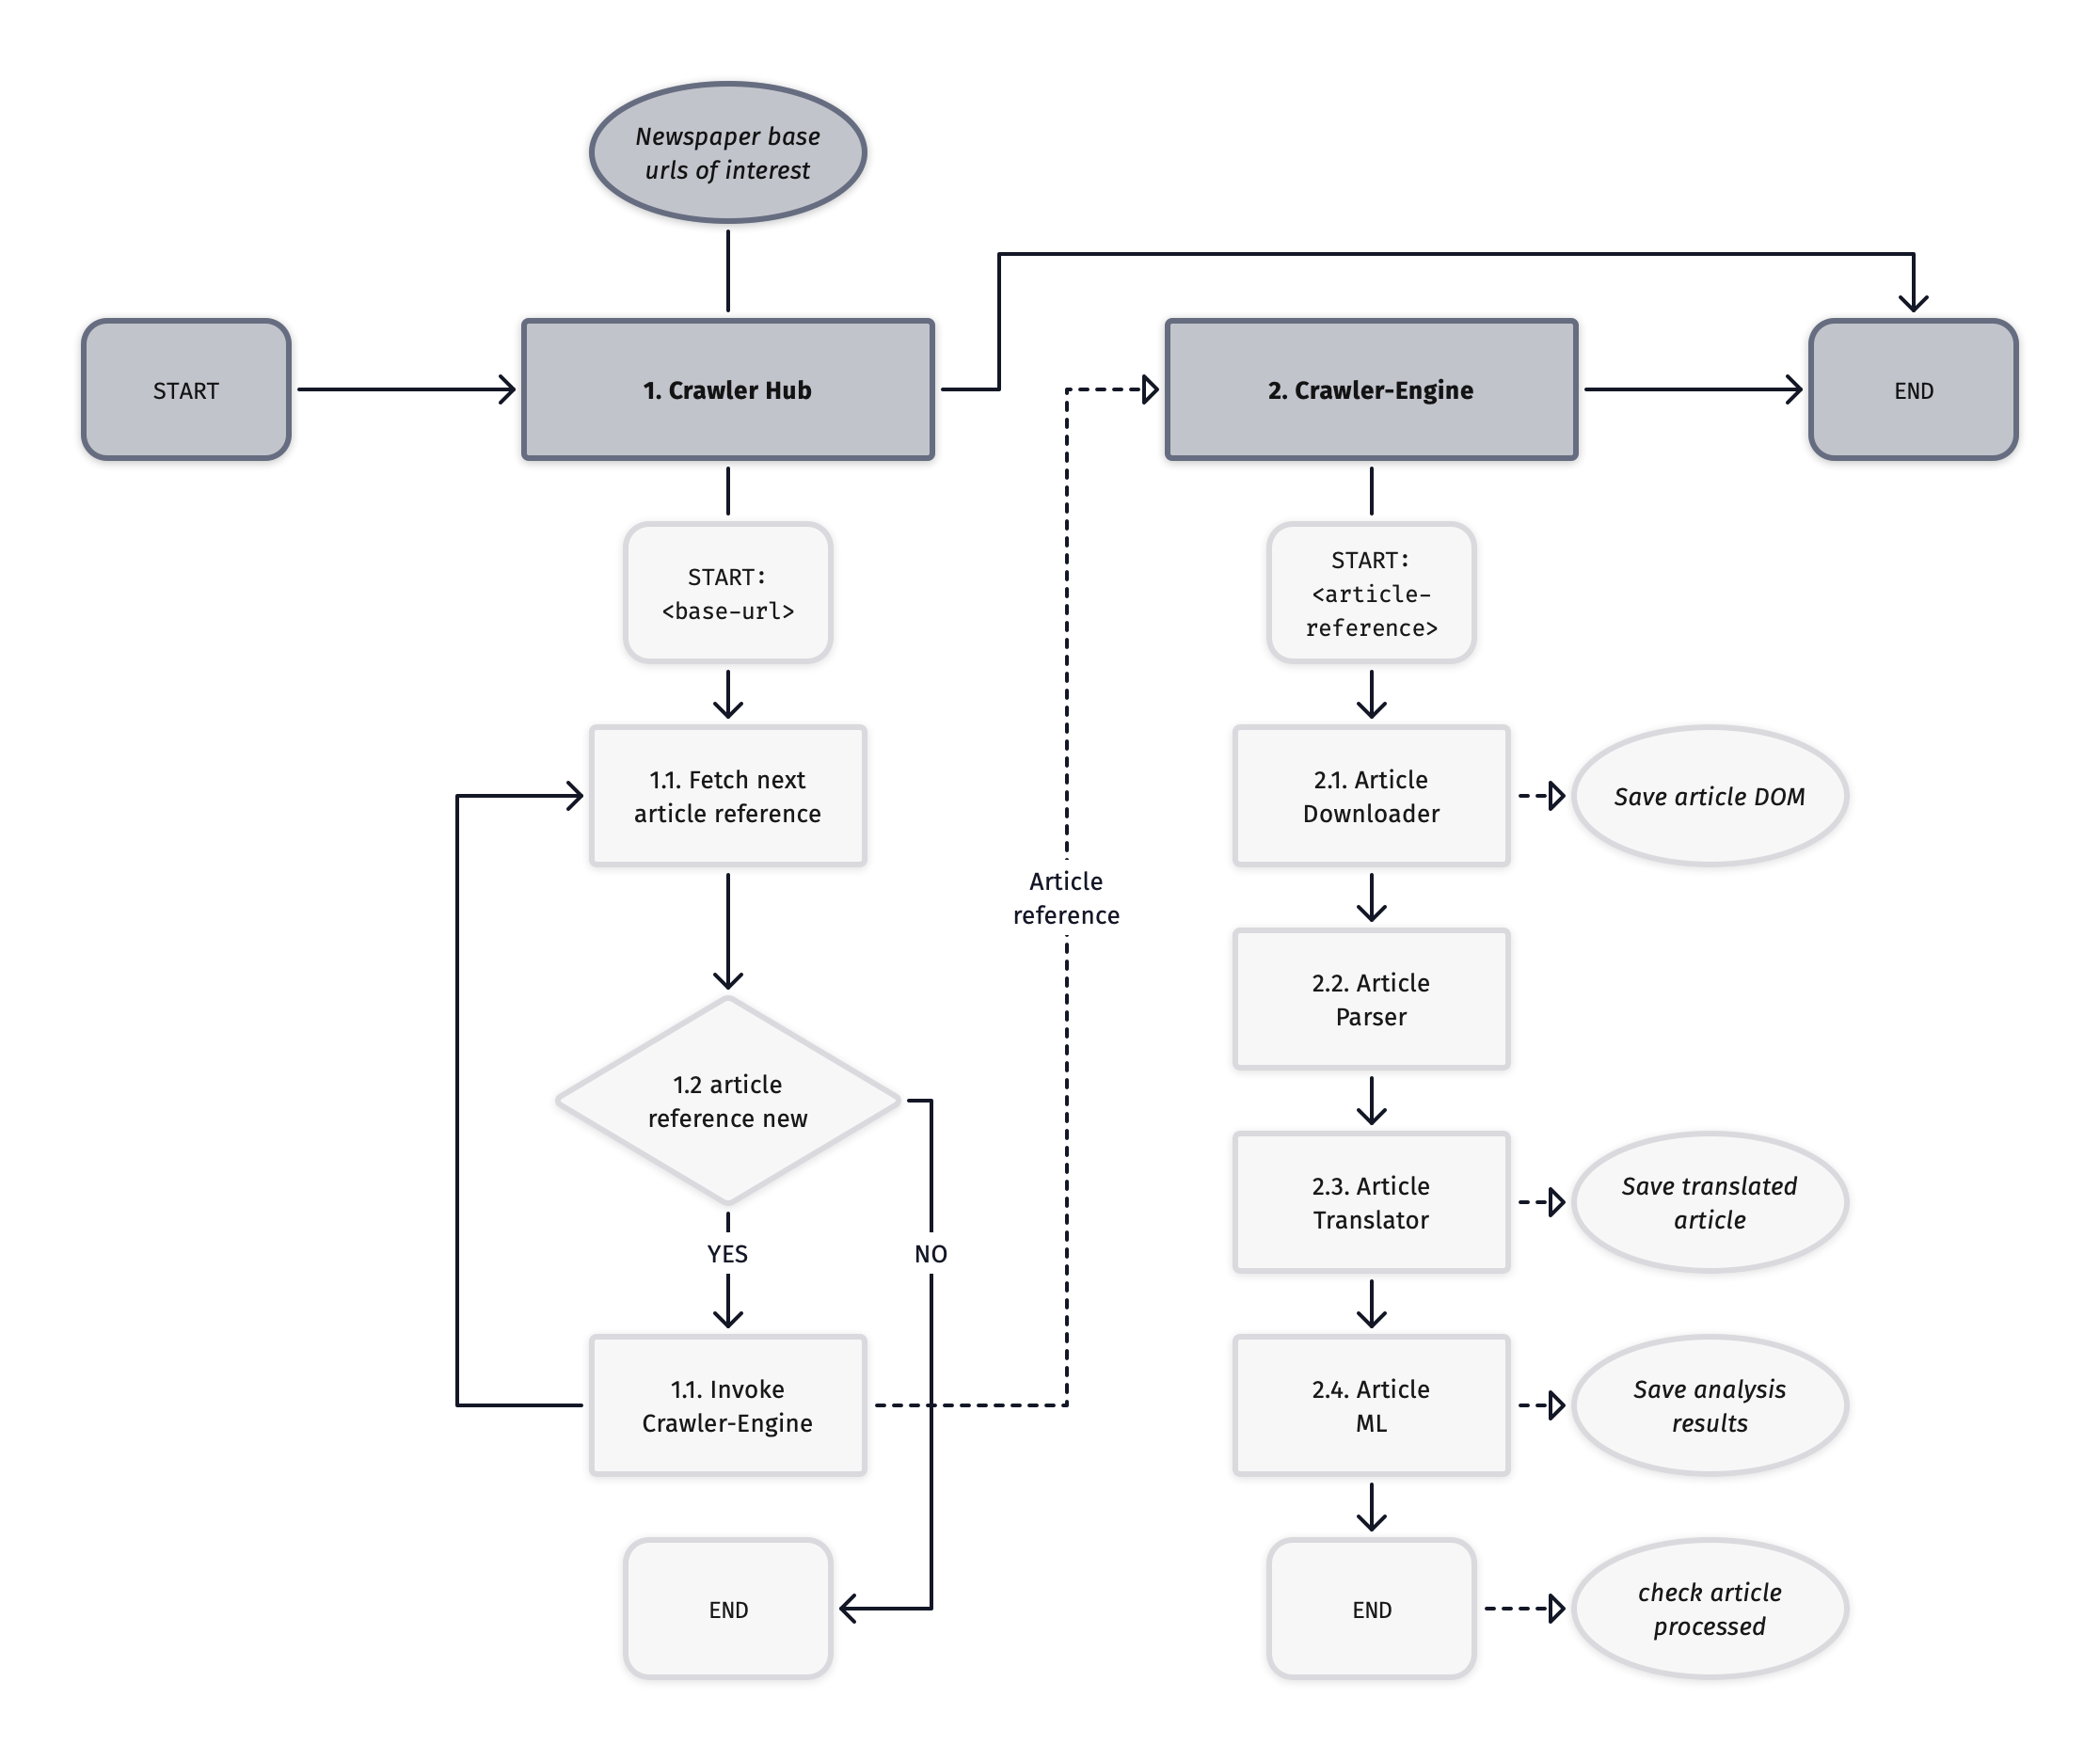 Newspaper base
urls of interest
START
1. Crawler Hub
2. Crawler-Engine
END
START:
<base-url>
START:
<article-
reference>
1.1. Fetch next
article reference
2.1. Article
Downloader
Save article DOM
Article
reference
2.2. Article
Parser
1.2 article
reference new
2.3. Article
Translator
Save translated
article
YES
NO
1.1. Invoke
Crawler-Engine
2.4. Article
ML
Save analysis
results
END
END
check article
processed